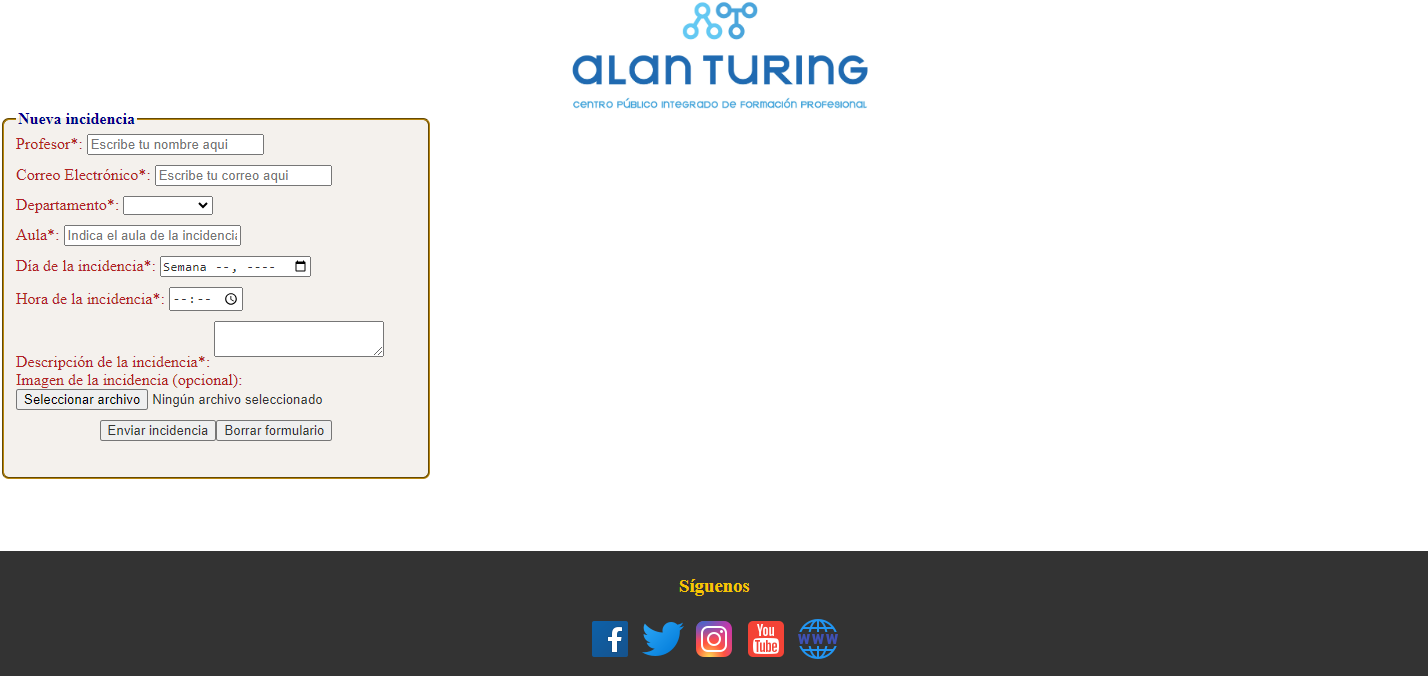 aLan TURING
CENTRO PÚBLICO INTEGRADO DE FORMACIÓN PROFESIONAL
Nueva incidencia
Profesor*: Escribe tu nombre aqui
Correo Electrónico*: Escribe tu correo aqui
Departamento*:
Aula*: Indica el aula de la incidencia
Día de la incidencia*: Semana --, ----
Hora de la incidencia*: --:--
Descripción de la incidencia*:
Imagen de la incidencia (opcional):
Seleccionar archivo Ningún archivo seleccionado
Enviar incidencia Borrar formulario
Síguenos
f You Tube WWW